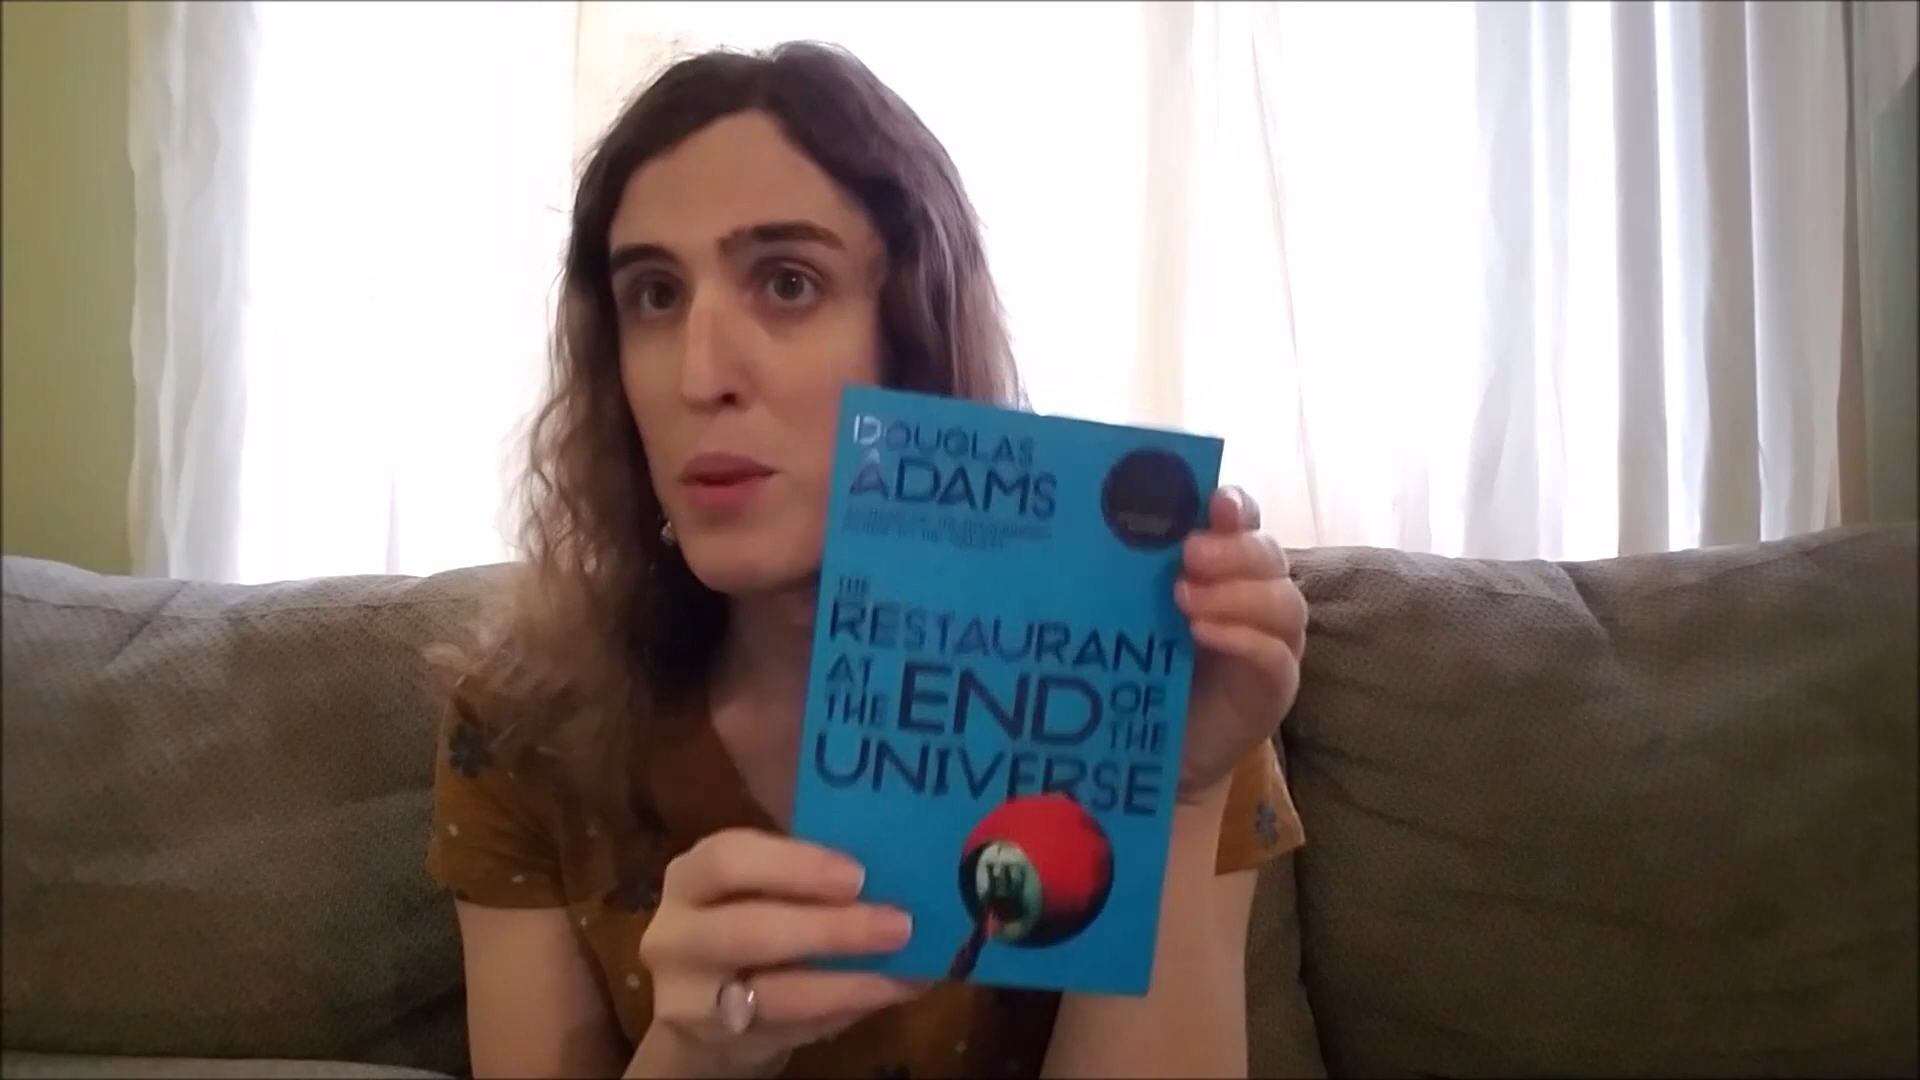 DOUGLAS
ADAMS
THE
RESTAURANT
AT
THE END OF
THE
UNIVERSE